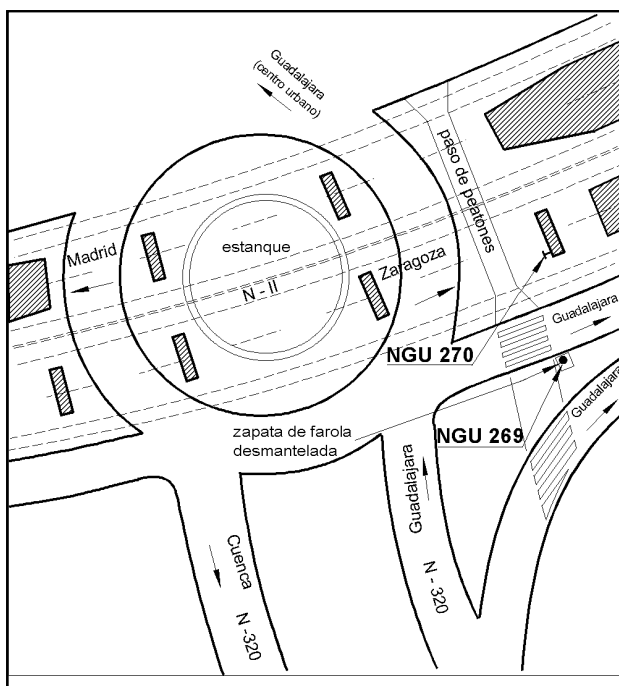 Guadalajara
(centro urbano)
paso de peatones
Madrid
estanque
Zaragoza
N - II
Guadalajara
NGU 270
Guadalajara
zapata de farola
desmantelada
NGU 269
Guadalajara
N - 320
Cuenca
N -320